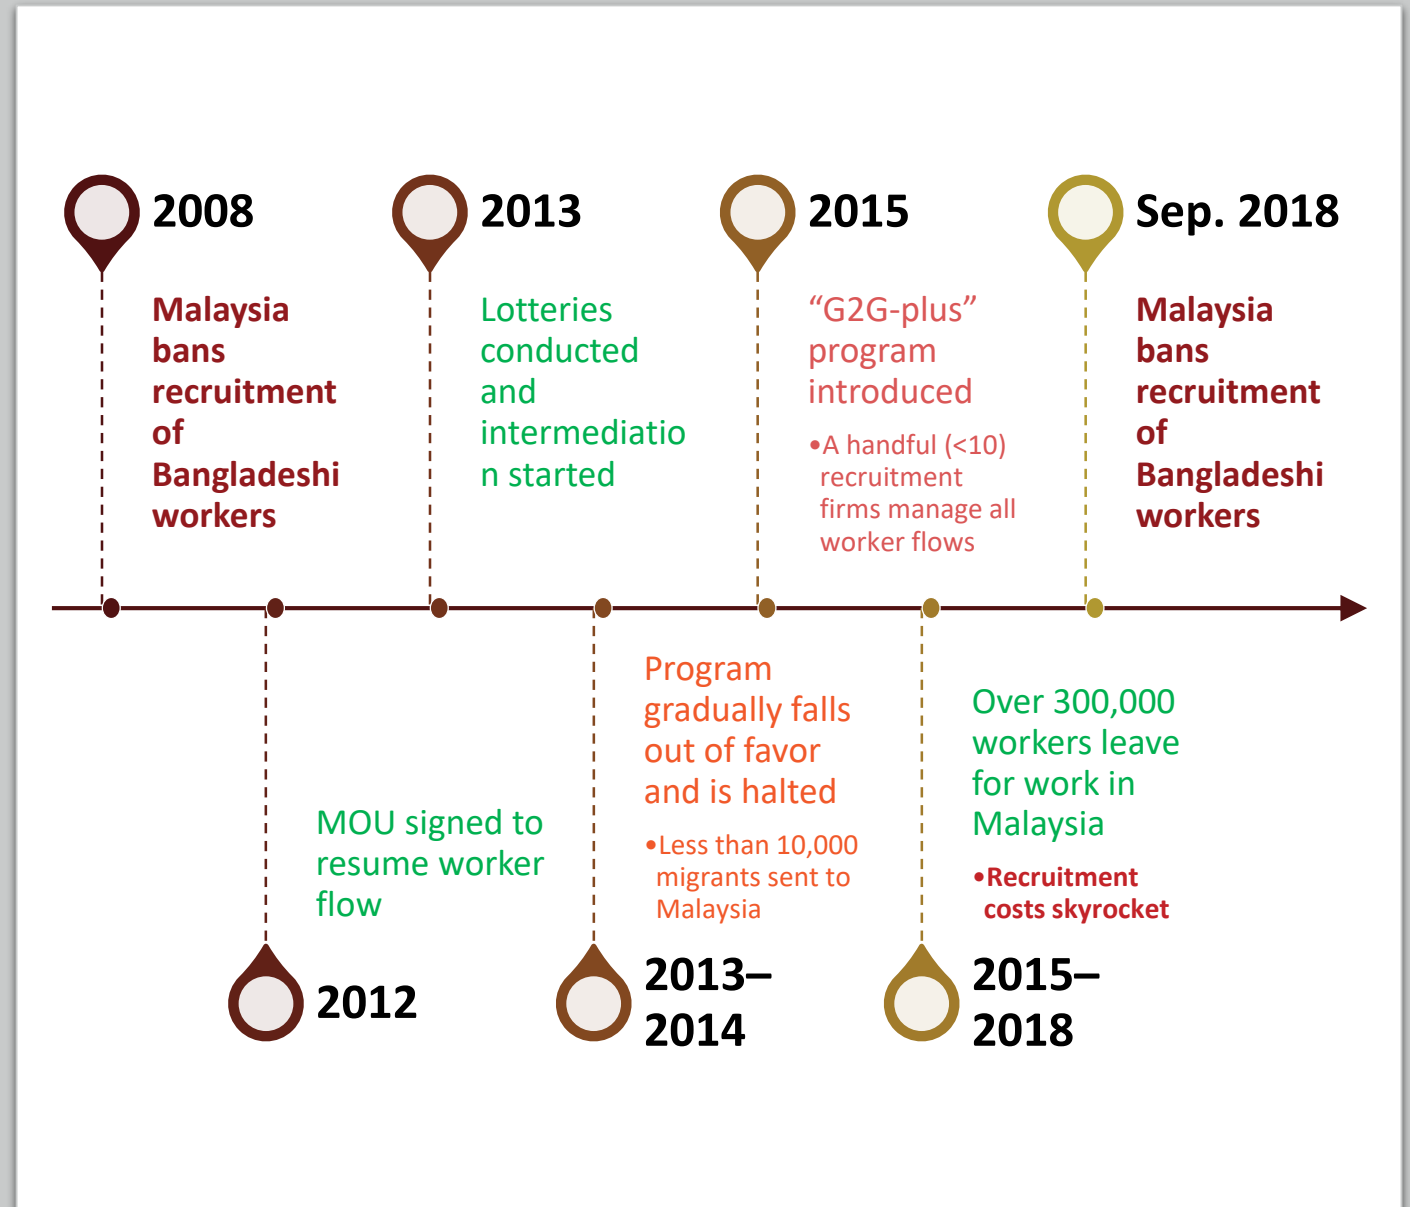 2008
Malaysia
bans
recruitment
of
Bangladeshi
workers
2013
Lotteries
conducted
and
intermediatio
n started
2015
“G2G-plus”
program
introduced
•A handful (<10)
recruitment
firms manage all
worker flows
Sep. 2018
Malaysia
bans
recruitment
of
Bangladeshi
workers
MOU signed to
resume worker
flow
2012
Program
gradually falls
out of favor
and is halted
•Less than 10,000
migrants sent to
Malaysia
2013–
2014
Over 300,000
workers leave
for work in
Malaysia
•Recruitment
costs skyrocket
2015–
2018